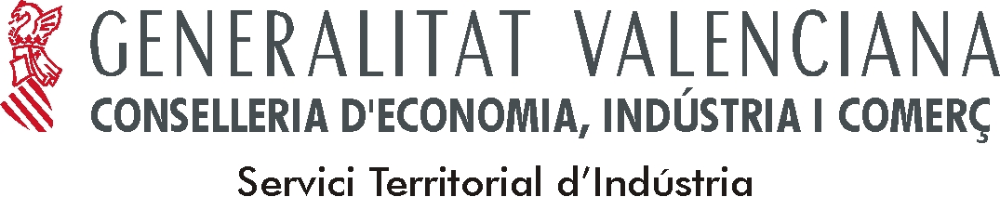 GENERALITAT VALENCIANA
CONSELLERIA D'ECONOMIA, INDÚSTRIA I COMERÇ
Servici Territorial d’Indústria